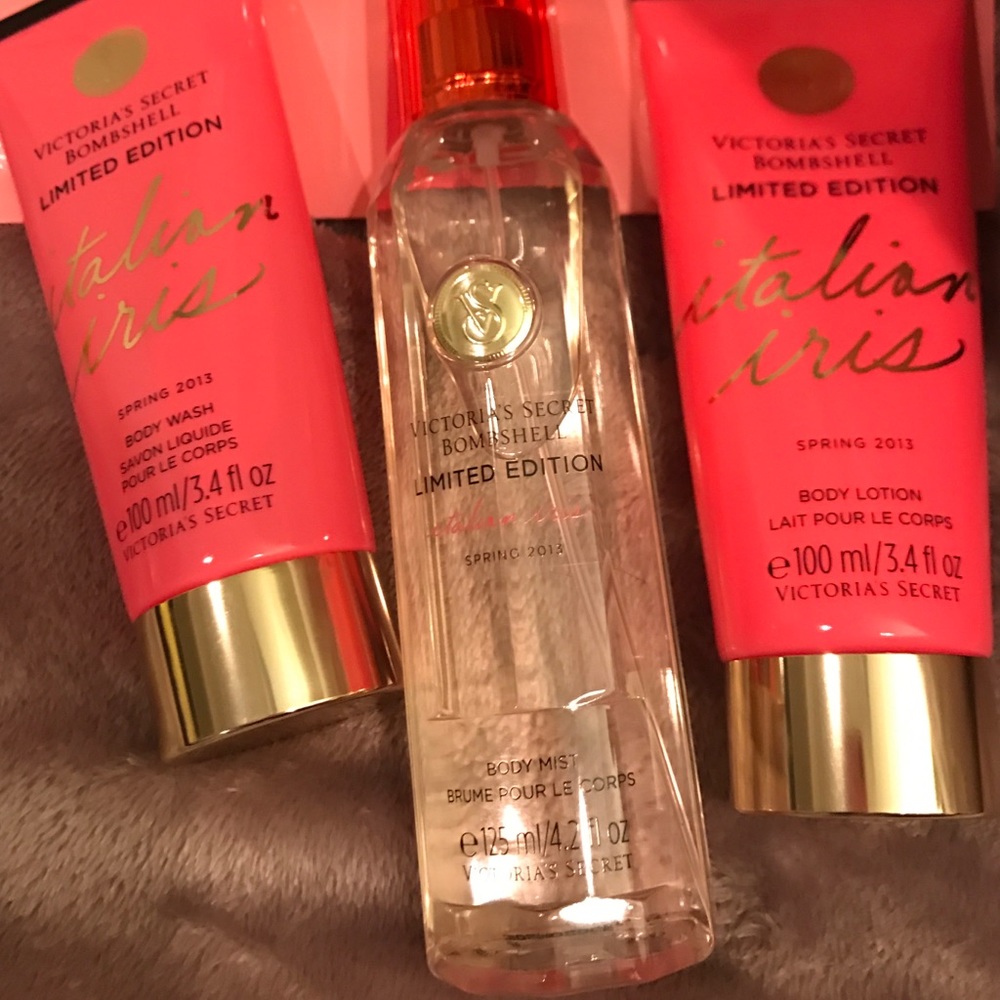 VICTORIA'S SECRET
BOMBSHELL
LIMITED EDITION
italian
iris
SPRING 2013
BODY WASH
SAVON LIQUIDE
POUR LE CORPS
e100 ml/3.4 fl oz
VICTORIA'S SECRET
VS
VICTORIA'S SECRET
BOMBSHELL
LIMITED EDITION
italian iris
SPRING 2013
BODY MIST
BRUME POUR LE CORPS
e125 ml/4.2 fl oz
VICTORIA'S SECRET
VICTORIA'S SECRET
BOMBSHELL
LIMITED EDITION
italian
iris
SPRING 2013
BODY LOTION
LAIT POUR LE CORPS
e100 ml/3.4 fl oz
VICTORIA'S SECRET